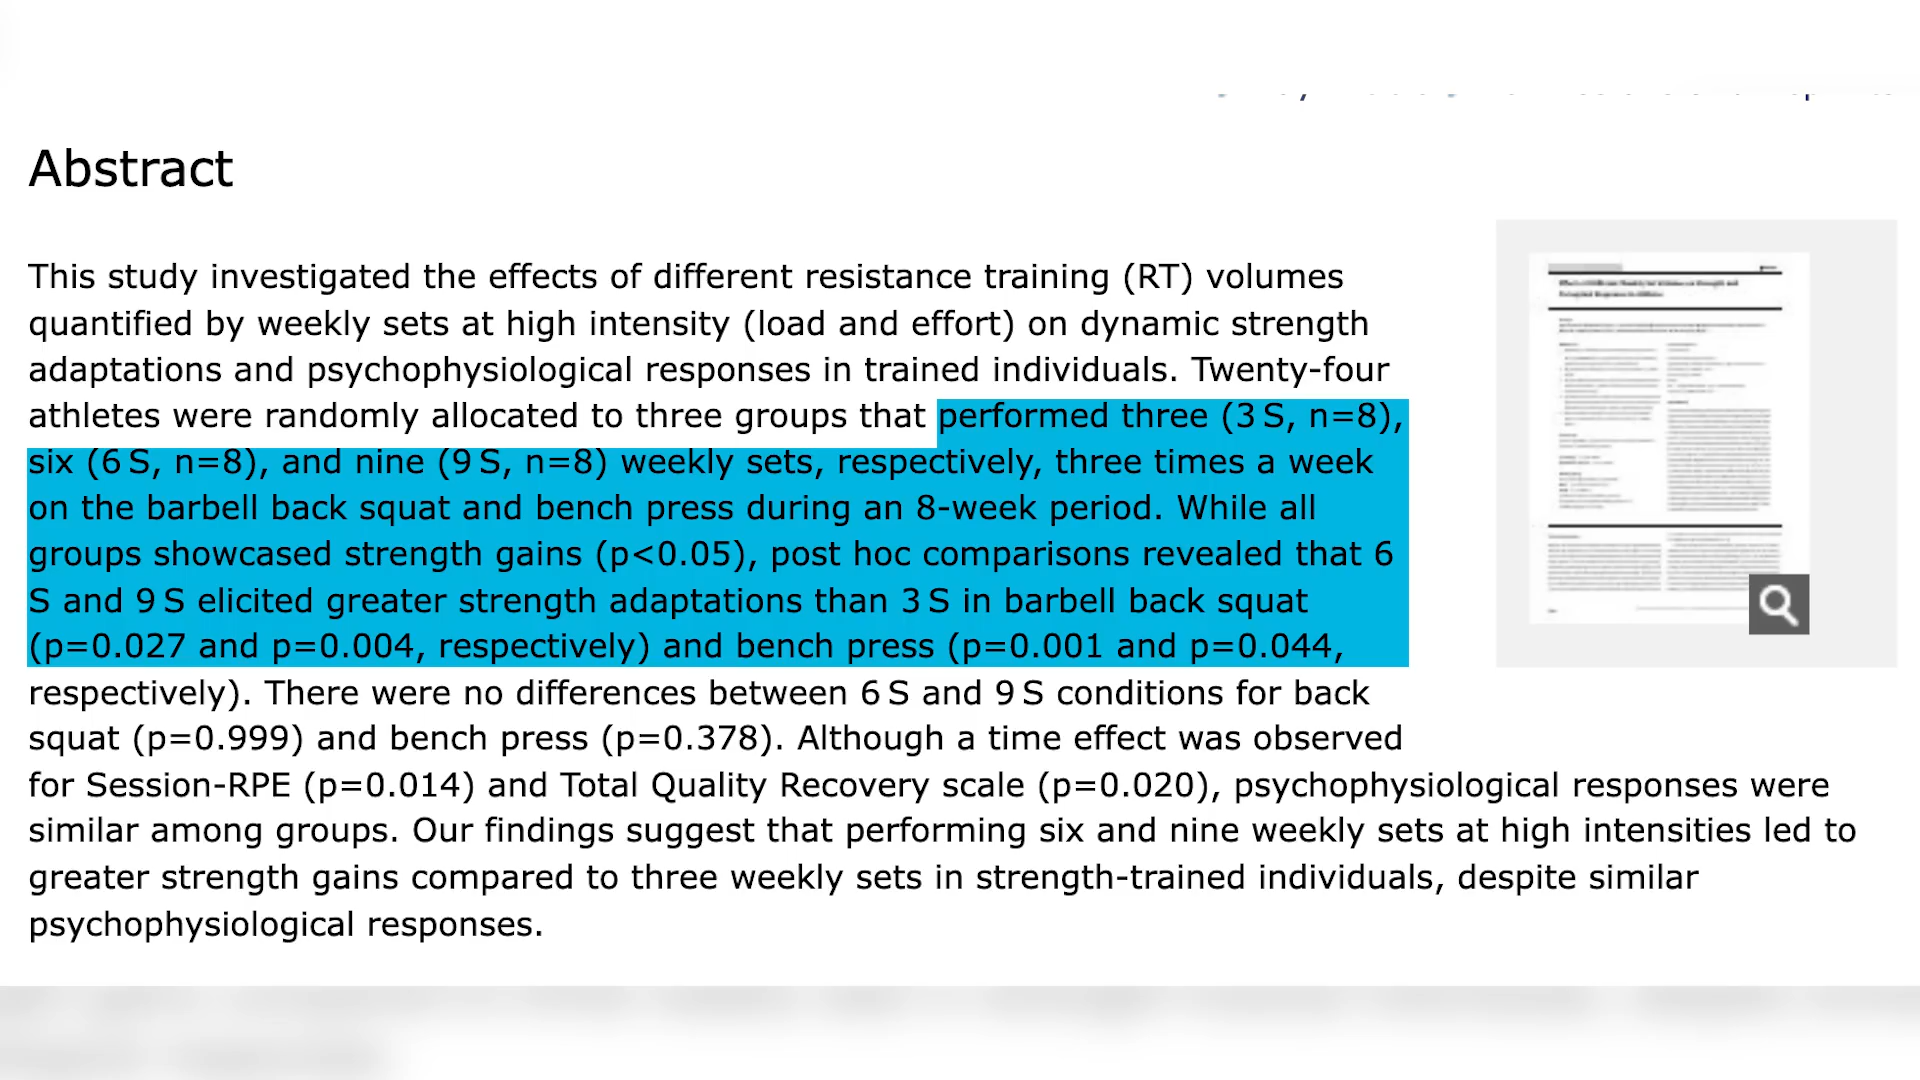 Abstract
This study investigated the effects of different resistance training (RT) volumes
quantified by weekly sets at high intensity (load and effort) on dynamic strength
adaptations and psychophysiological responses in trained individuals. Twenty-four
athletes were randomly allocated to three groups that performed three (3 S, n=8),
six (6 S, n=8), and nine (9 S, n=8) weekly sets, respectively, three times a week
on the barbell back squat and bench press during an 8-week period. While all
groups showcased strength gains (p<0.05), post hoc comparisons revealed that 6
S and 9 S elicited greater strength adaptations than 3 S in barbell back squat
(p=0.027 and p=0.004, respectively) and bench press (p=0.001 and p=0.044,
respectively). There were no differences between 6 S and 9 S conditions for back
squat (p=0.999) and bench press (p=0.378). Although a time effect was observed
for Session-RPE (p=0.014) and Total Quality Recovery scale (p=0.020), psychophysiological responses were
similar among groups. Our findings suggest that performing six and nine weekly sets at high intensities led to
greater strength gains compared to three weekly sets in strength-trained individuals, despite similar
psychophysiological responses.